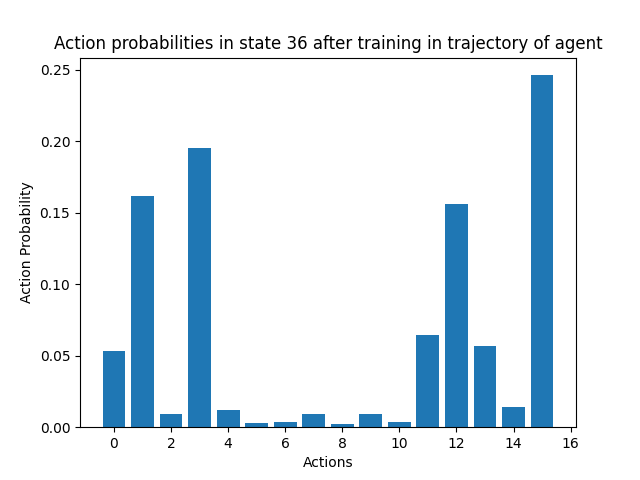 Action probabilities in state 36 after training in trajectory of agent
0.25
0.20
0.15
0.10
0.05
0.00
Action Probability
0 2 4 6 8 10 12 14 16
Actions